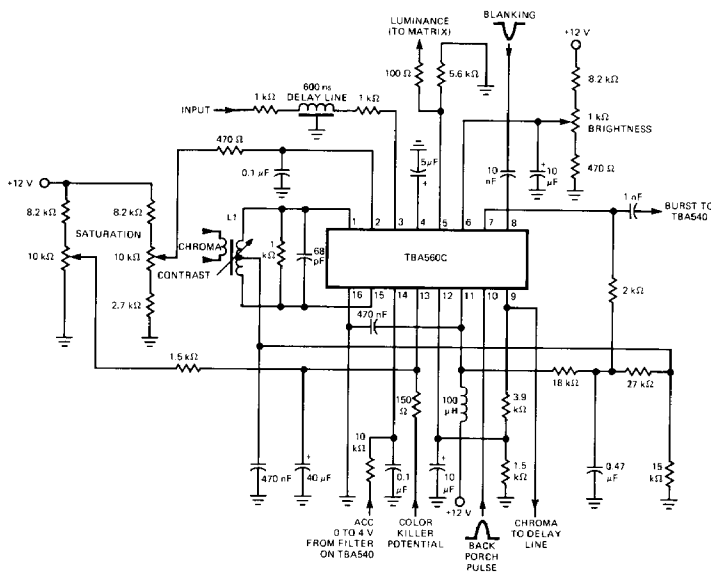 LUMINANCE
(TO MATRIX)
BLANKING
+12 V
100 Ω
5.6 kΩ
8.2 kΩ
600 ns
DELAY LINE
1 kΩ
1 kΩ
INPUT
1 kΩ
BRIGHTNESS
470 Ω
5µF
+
10
nF
+
10
µF
470 Ω
0.1
µF
+12 V
1 nF
BURST TO
TBA540
8.2 kΩ
8.2 kΩ
SATURATION
L1
1 2 3 4 5 6 7 8
10 kΩ
10 kΩ
CHROMA
CONTRAST
1
kΩ
68
pF
TBA560C
2 kΩ
2.7 kΩ
16 15 14 13 12 11 10 9
470 nF
1.5 kΩ
18 kΩ
27 kΩ
150
Ω
100
µH
3.9
kΩ
10
kΩ
470 nF
+
40
µF
0.1
µF
+
10
µF
1.5
kΩ
0.47
µF
15
kΩ
+12 V
ACC
0 TO 4 V
FROM FILTER
ON TBA540
COLOR
KILLER
POTENTIAL
BACK
PORCH
PULSE
CHROMA
TO DELAY
LINE